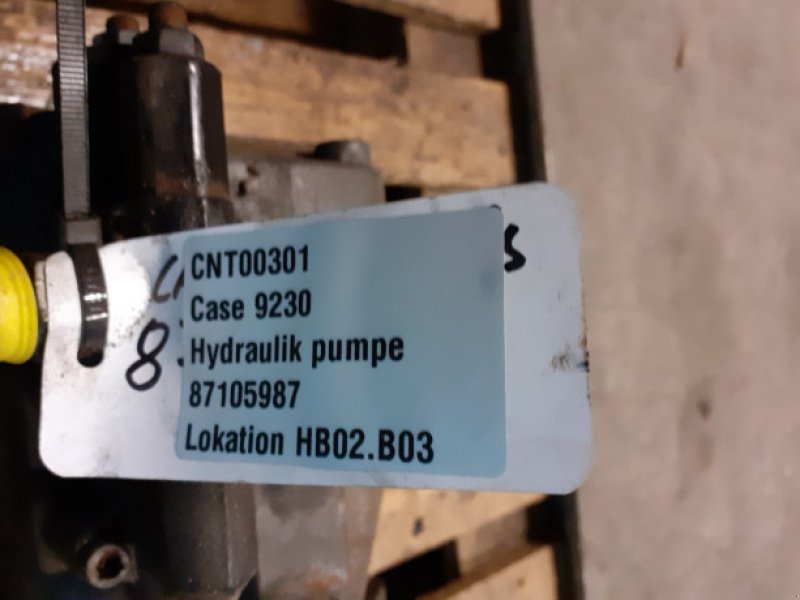 CNT00301
Case 9230
Hydraulik pumpe
87105987
Lokation HB02.B03